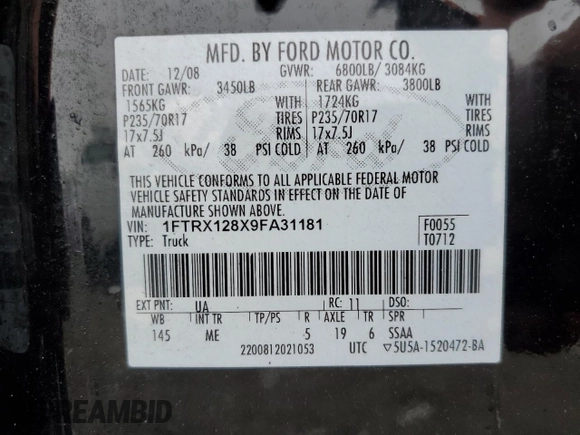 MFD. BY FORD MOTOR CO.
DATE: 12/08 GVWR: 6800LB/ 3084KG
FRONT GAWR: 3450LB REAR GAWR: 3800LB
1565KG WITH 1724KG WITH
P235/70R17 TIRES P235/70R17 TIRES
17x7.5J RIMS 17x7.5J RIMS
AT 260 kPa/ 38 PSI COLD AT 260 kPa/ 38 PSI COLD
THIS VEHICLE CONFORMS TO ALL APPLICABLE FEDERAL MOTOR
VEHICLE SAFETY STANDARDS IN EFFECT ON THE DATE OF
MANUFACTURE SHOWN ABOVE.
VIN: 1FTRX128X9FA31181 F0055
TYPE: Truck T0712
EXT PNT: UA RC: 11 DSO:
WB INT TR TP/PS R AXLE TR SPR
145 ME 5 19 6 SSAA
2200812021053 UTC ▽5U5A-1520472-BA
DREAMBID